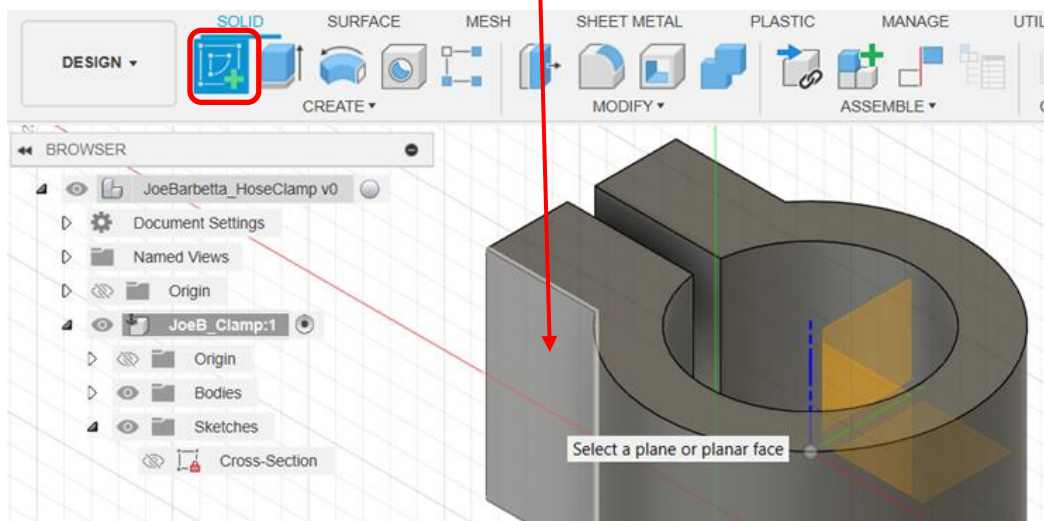 SOLID SURFACE MESH SHEET METAL PLASTIC MANAGE UTIL
DESIGN
CREATE MODIFY ASSEMBLE
BROWSER
JoeBarbetta_HoseClamp v0
Document Settings
Named Views
Origin
JoeB_Clamp:1
Origin
Bodies
Sketches
Select a plane or planar face
Cross-Section